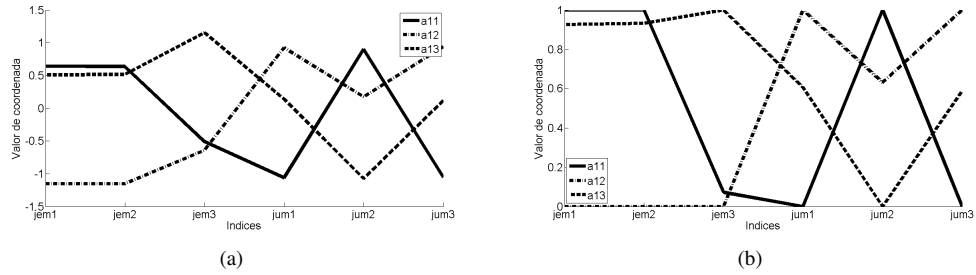 1.5
1
0.5
0
-0.5
-1
-1.5
Valor de coordenada
jem1 jem2 jem3 jum1 jum2 jum3
Indices
a11
a12
a13
(a)
1
0.8
0.6
0.4
0.2
0
Valor de coordenada
a11
a12
a13
jem1 jem2 jem3 jum1 jum2 jum3
Indices
(b)